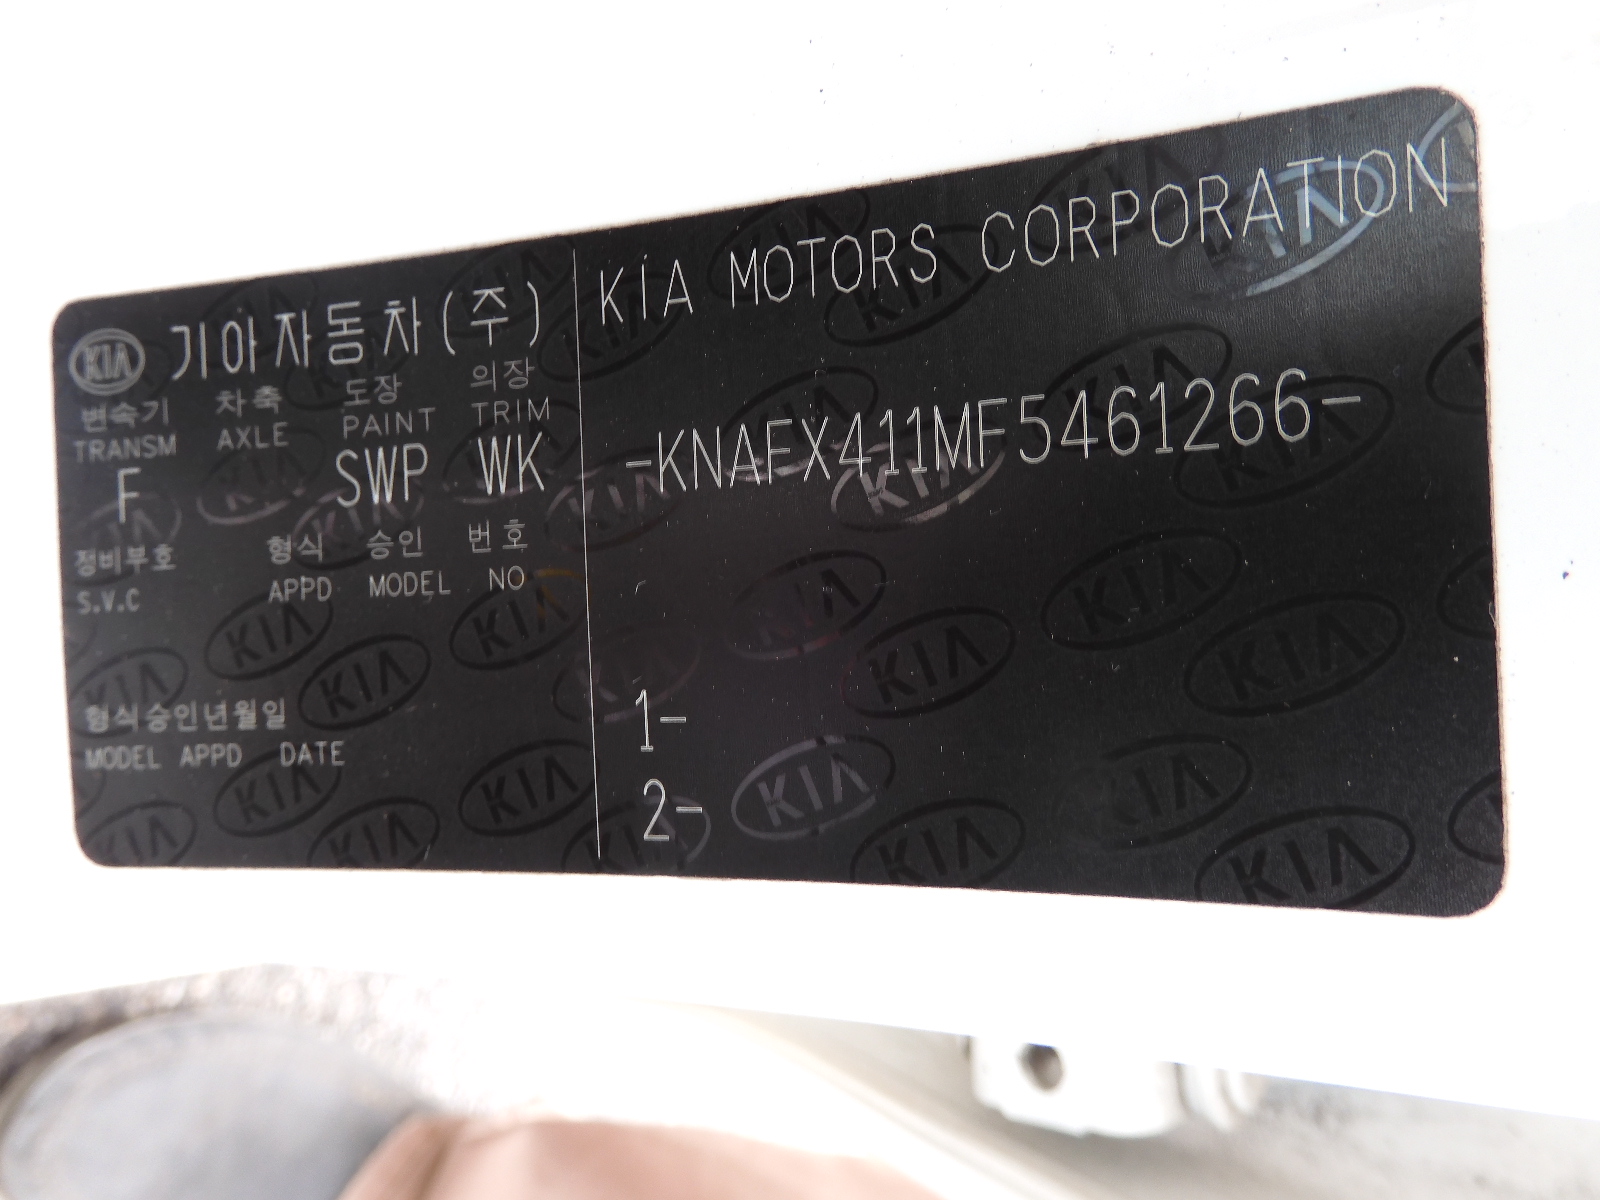 KIA 기아자동차(주)
변속기 차축 도장 의장
TRANSM AXLE PAINT TRIM
F SWP WK
정비부호 형식 승인 번호
S.V.C APPD MODEL NO
형식승인년월일
MODEL APPD DATE
KIA MOTORS CORPORATION
-KNAFX411MF5461266-
1-
2-